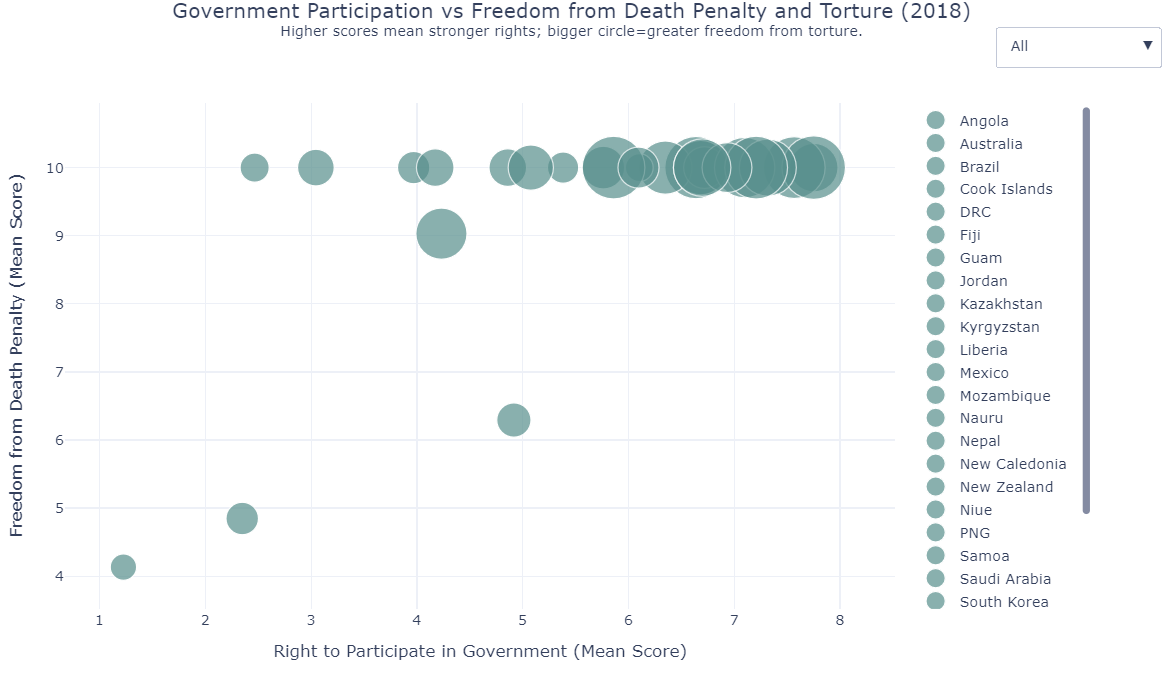 Government Participation vs Freedom from Death Penalty and Torture (2018)
Higher scores mean stronger rights; bigger circle=greater freedom from torture.
All ▼
Freedom from Death Penalty (Mean Score)
10
9
8
7
6
5
4
1 2 3 4 5 6 7 8
Right to Participate in Government (Mean Score)
Angola
Australia
Brazil
Cook Islands
DRC
Fiji
Guam
Jordan
Kazakhstan
Kyrgyzstan
Liberia
Mexico
Mozambique
Nauru
Nepal
New Caledonia
New Zealand
Niue
PNG
Samoa
Saudi Arabia
South Korea